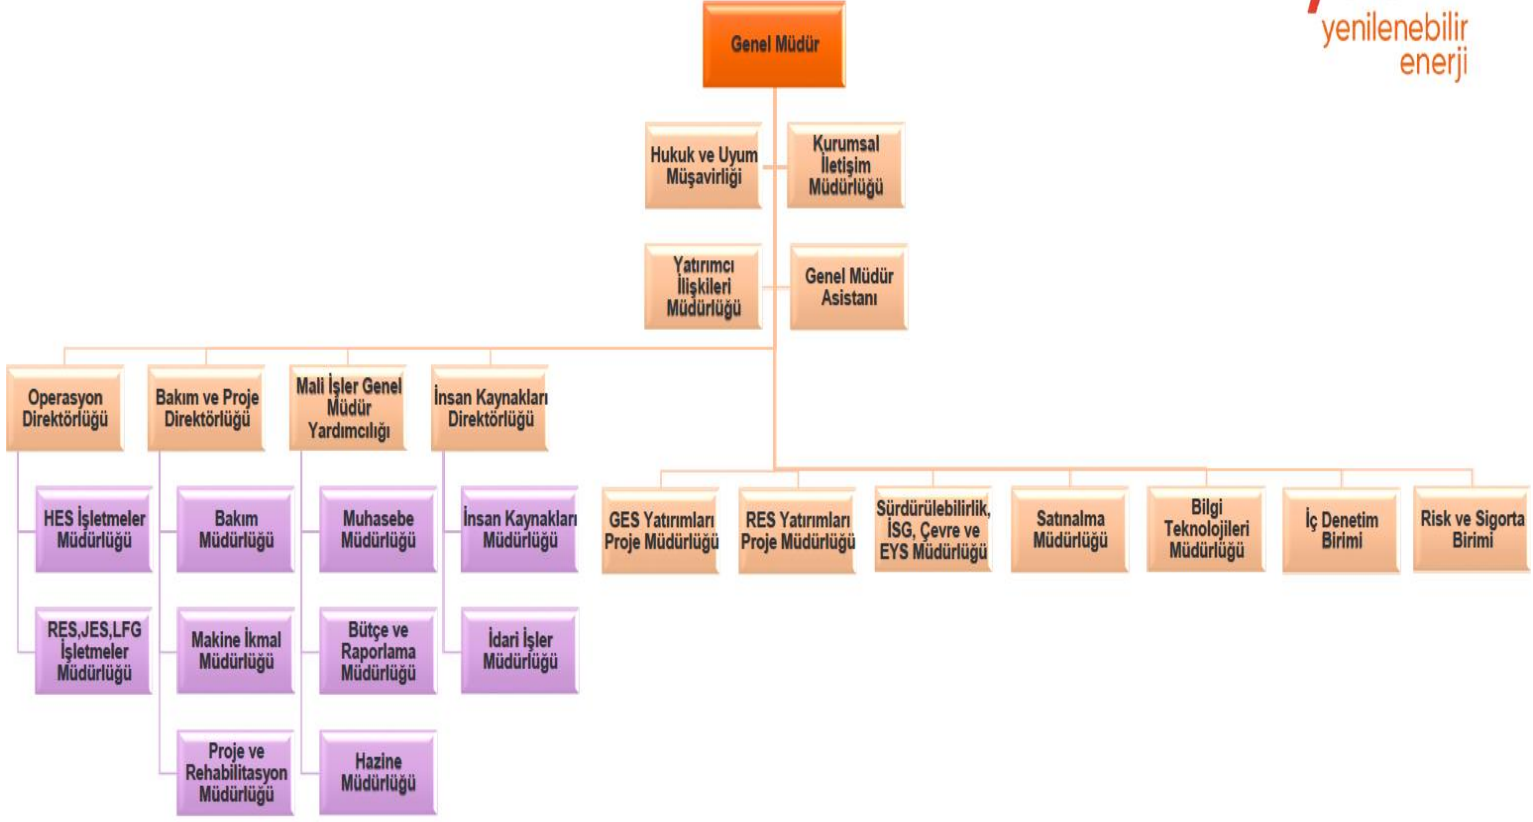 yenilenebilir
enerji
Genel Müdür
Hukuk ve Uyum
Müşavirliği
Kurumsal
İletişim
Müdürlüğü
Yatırımcı
İlişkileri
Müdürlüğü
Genel Müdür
Asistanı
Operasyon
Direktörlüğü
Bakım ve Proje
Direktörlüğü
Mali İşler Genel
Müdür
Yardımcılığı
İnsan Kaynakları
Direktörlüğü
HES İşletmeler
Müdürlüğü
Bakım
Müdürlüğü
Muhasebe
Müdürlüğü
İnsan Kaynakları
Müdürlüğü
GES Yatırımları
Proje Müdürlüğü
RES Yatırımları
Proje Müdürlüğü
Sürdürülebilirlik,
İSG, Çevre ve
EYS Müdürlüğü
Satınalma
Müdürlüğü
Bilgi
Teknolojileri
Müdürlüğü
İç Denetim
Birimi
Risk ve Sigorta
Birimi
RES,JES,LFG
İşletmeler
Müdürlüğü
Makine İkmal
Müdürlüğü
Bütçe ve
Raporlama
Müdürlüğü
İdari İşler
Müdürlüğü
Proje ve
Rehabilitasyon
Müdürlüğü
Hazine
Müdürlüğü